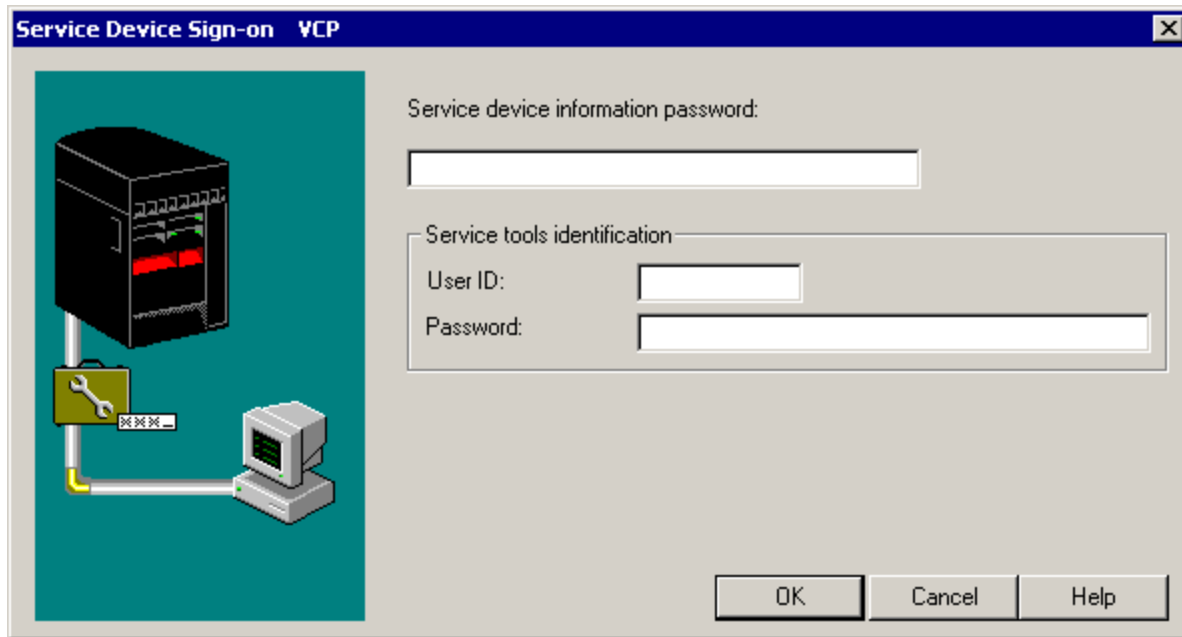 Service Device Sign-on VCP
Service device information password:
Service tools identification
User ID:
Password:
×××_
OK
Cancel
Help